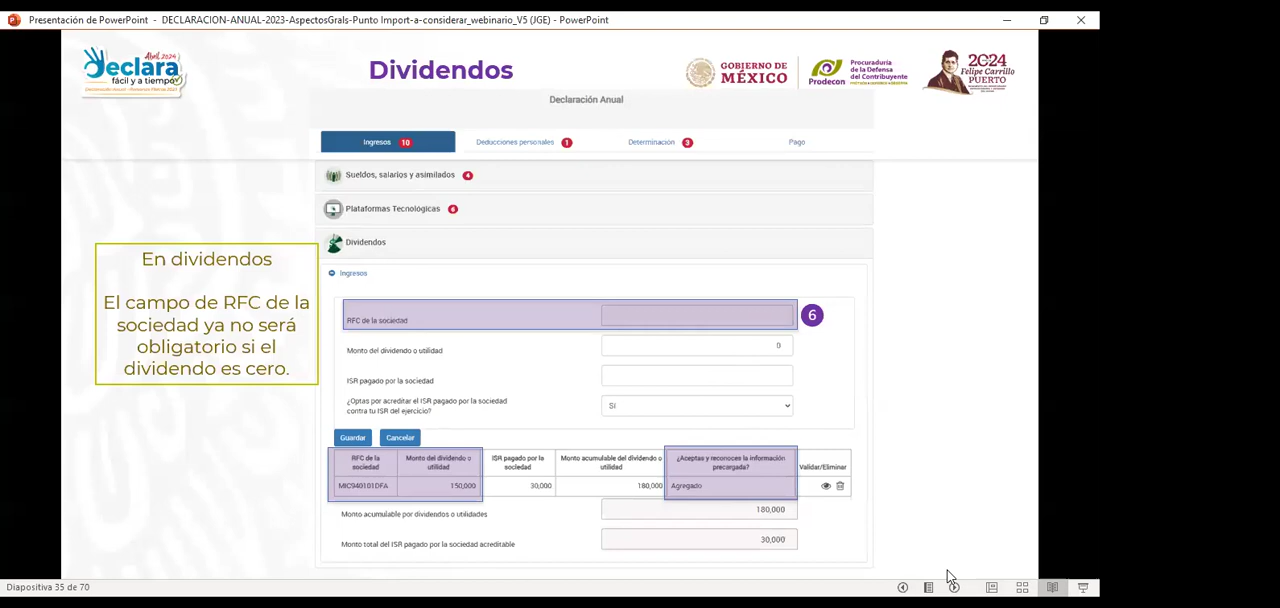 Presentación de PowerPoint - DECLARACION-ANUAL-2023-AspectosGrals-Punto Import-a-considerar_webinario_V5 (JGE) - PowerPoint
Abril 2024
Declara
fácil y a tiempo
Dividendos
GOBIERNO DE
MÉXICO
Prodecon
Procuraduría
de la Defensa
del Contribuyente
2024
Felipe Carrillo
PUERTO
Declaración Anual
Ingresos 10
Deducciones personales 1
Determinación 3
Pago
Sueldos, salarios y asimilados 4
Plataformas Tecnológicas 6
Dividendos
En dividendos
El campo de RFC de la
sociedad ya no será
obligatorio si el
dividendo es cero.
Ingresos
RFC de la sociedad
6
Monto del dividendo o utilidad 0
ISR pagado por la sociedad
¿Optas por acreditar el ISR pagado por la sociedad
contra tu ISR del ejercicio?
Sí
Guardar Cancelar
RFC de la
sociedad
Monto del dividendo o
utilidad
ISR pagado por la
sociedad
Monto acumulable del dividendo o
utilidad
¿Aceptas y reconoces la información
precargada?
Validar/Eliminar
MIC940101DFA 150,000 30,000 180,000 Agregado
Monto acumulable por dividendos o utilidades 180,000
Monto total del ISR pagado por la sociedad acreditable 30,000
Diapositiva 35 de 70